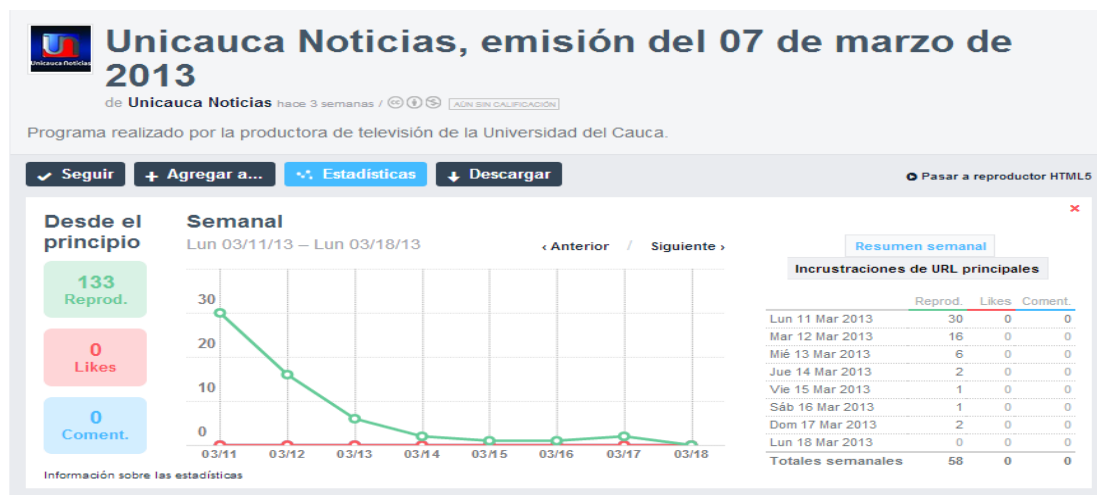 Unicauca Noticias
Unicauca Noticias, emisión del 07 de marzo de
2013
de Unicauca Noticias hace 3 semanas / AÚN SIN CALIFICACIÓN
Programa realizado por la productora de televisión de la Universidad del Cauca.
Seguir + Agregar a... Estadísticas Descargar Pasar a reproductor HTML5
Desde el
principio
133
Reprod.
0
Likes
0
Coment.
Información sobre las estadísticas
Semanal
Lun 03/11/13 – Lun 03/18/13 ‹ Anterior / Siguiente ›
30
20
10
0
03/11 03/12 03/13 03/14 03/15 03/16 03/17 03/18
×
Resumen semanal
Incrustraciones de URL principales
Reprod. Likes Coment.
Lun 11 Mar 2013 30 0 0
Mar 12 Mar 2013 16 0 0
Mié 13 Mar 2013 6 0 0
Jue 14 Mar 2013 2 0 0
Vie 15 Mar 2013 1 0 0
Sáb 16 Mar 2013 1 0 0
Dom 17 Mar 2013 2 0 0
Lun 18 Mar 2013 0 0 0
Totales semanales 58 0 0